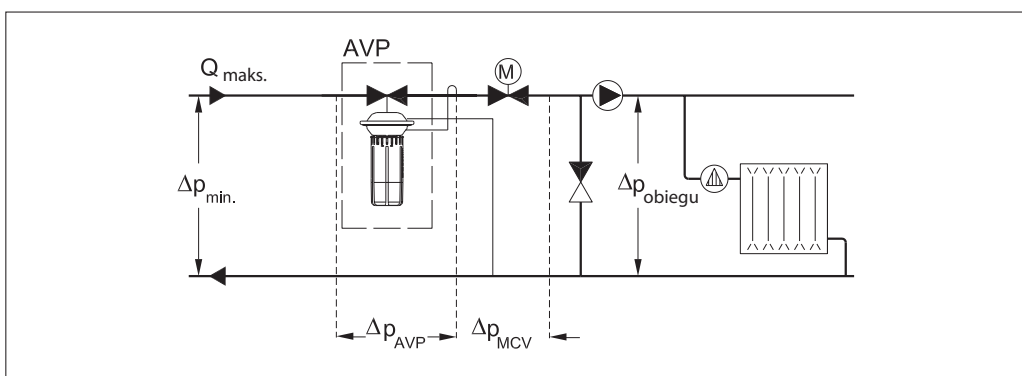 AVP
Q maks.
M
Δp min.
Δp obiegu
Δp AVP
Δp MCV